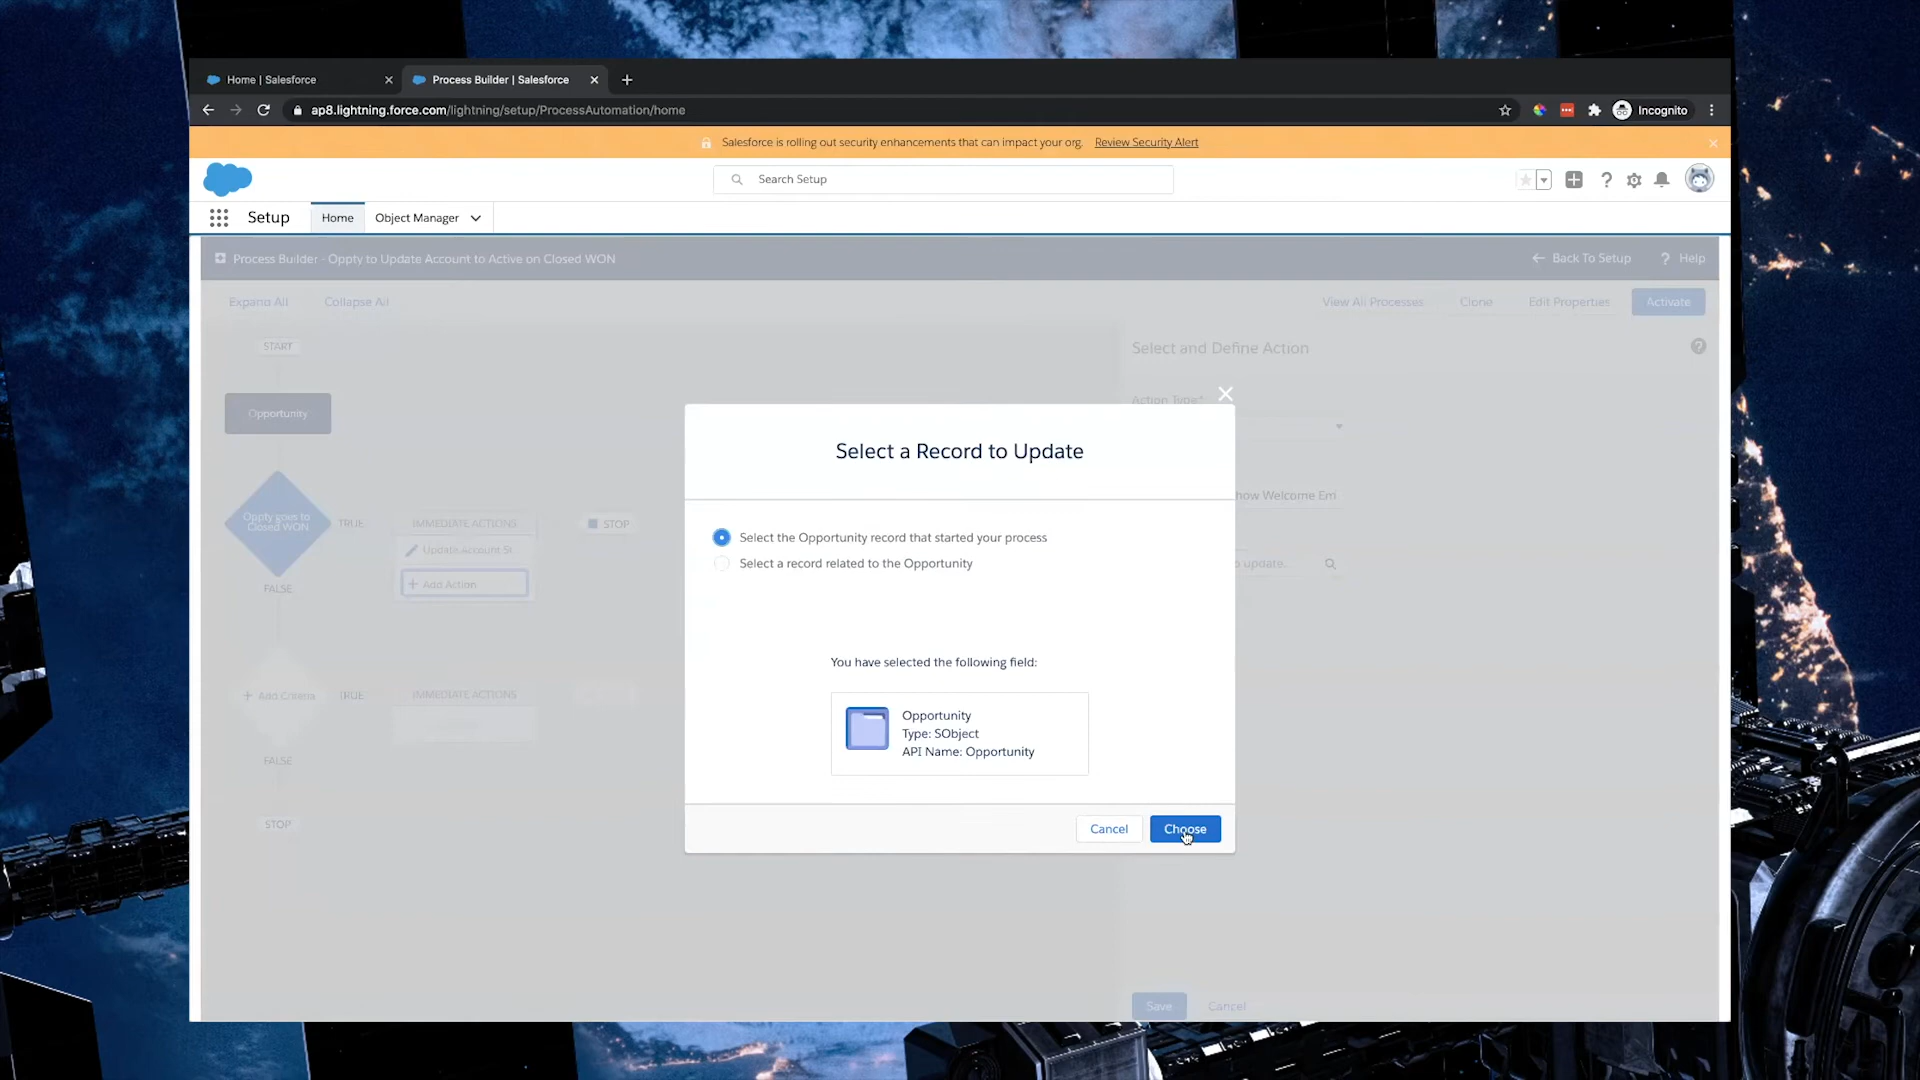 Home | Salesforce
Process Builder | Salesforce
ap8.lightning.force.com/lightning/setup/ProcessAutomation/home
Incognito
Salesforce is rolling out security enhancements that can impact your org. Review Security Alert
Search Setup
Setup
Home
Object Manager
Process Builder - Oppty to Update Account to Active on Closed WON
Back To Setup
Help
Expand All
Collapse All
View All Processes
Clone
Edit Properties
Activate
START
Select and Define Action
Action Type*
Opportunity
Select a Record to Update
Oppty goes to
Closed WON
TRUE
IMMEDIATE ACTIONS
STOP
Update Account St...
Add Action
FALSE
Select the Opportunity record that started your process
Select a record related to the Opportunity
how Welcome Em
update...
Add Criteria
TRUE
IMMEDIATE ACTIONS
FALSE
STOP
You have selected the following field:
Opportunity
Type: SObject
API Name: Opportunity
Cancel
Choose
Save
Cancel